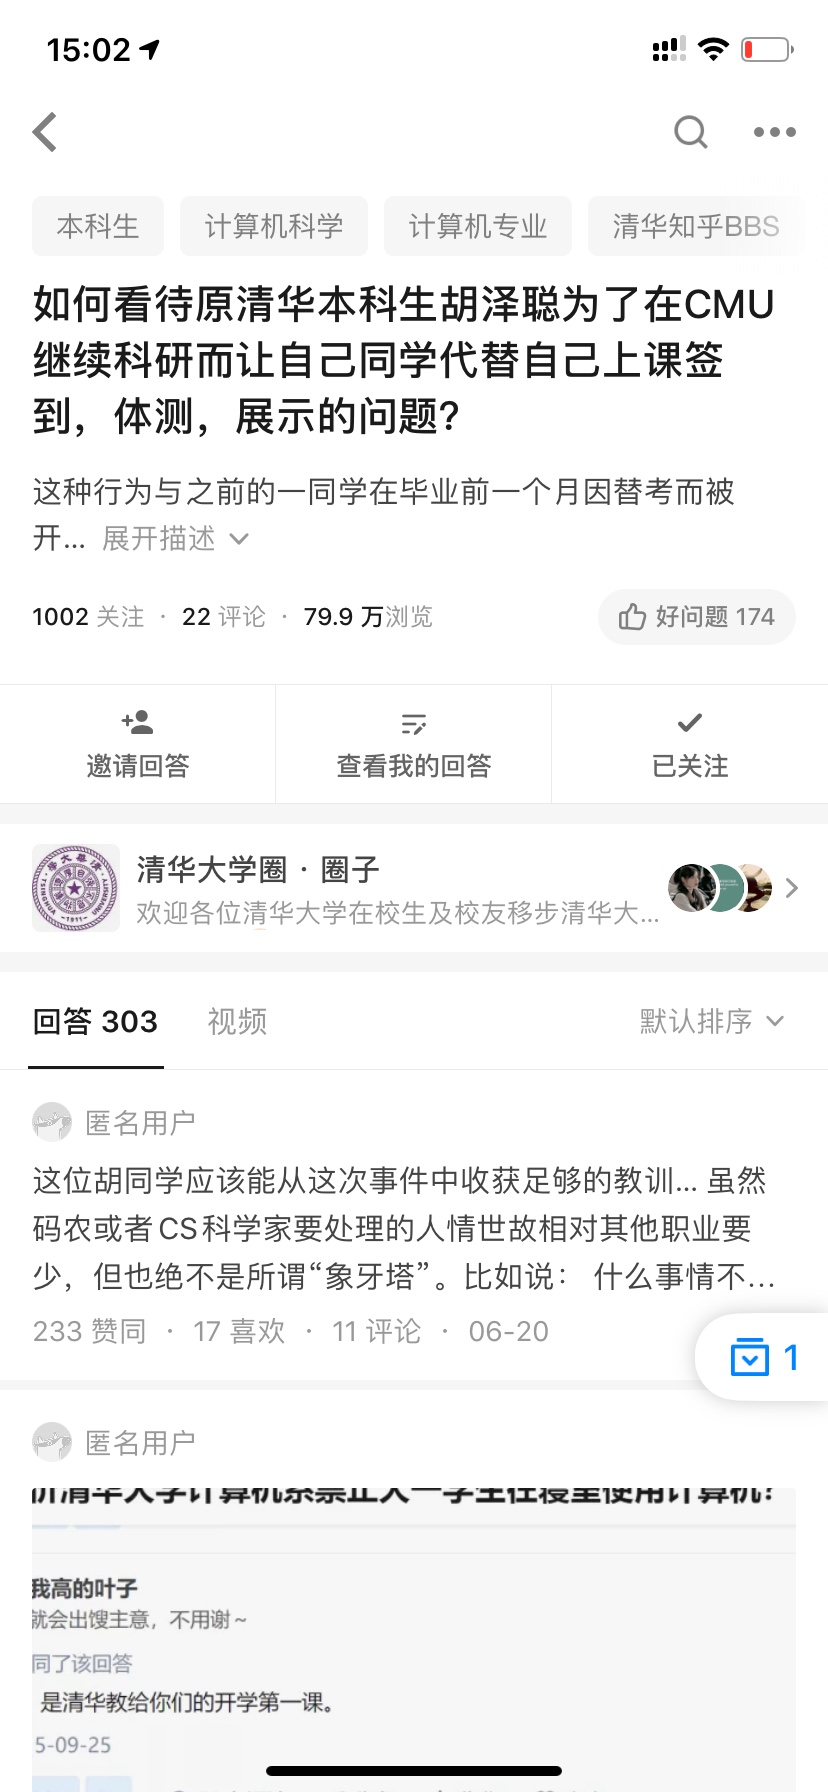 15:02
本科生
计算机科学
计算机专业
清华知乎BBS
如何看待原清华本科生胡泽聪为了在CMU
继续科研而让自己同学代替自己上课签
到，体测，展示的问题?
这种行为与之前的一同学在毕业前一个月因替考而被
开... 展开描述
1002 关注 · 22 评论 · 79.9 万浏览
好问题 174
邀请回答
查看我的回答
已关注
清华大学圈 · 圈子
欢迎各位清华大学在校生及校友移步清华大...
回答 303
视频
默认排序
匿名用户
这位胡同学应该能从这次事件中收获足够的教训... 虽然
码农或者CS科学家要处理的人情世故相对其他职业要
少，但也绝不是所谓“象牙塔”。比如说： 什么事情不...
233 赞同 · 17 喜欢 · 11 评论 · 06-20
1
匿名用户
清华大学计算机系禁止大一学生在寝室使用计算机?
我高的叶子
就会出馊主意，不用谢~
同了该回答
是清华教给你们的开学第一课。
5-09-25